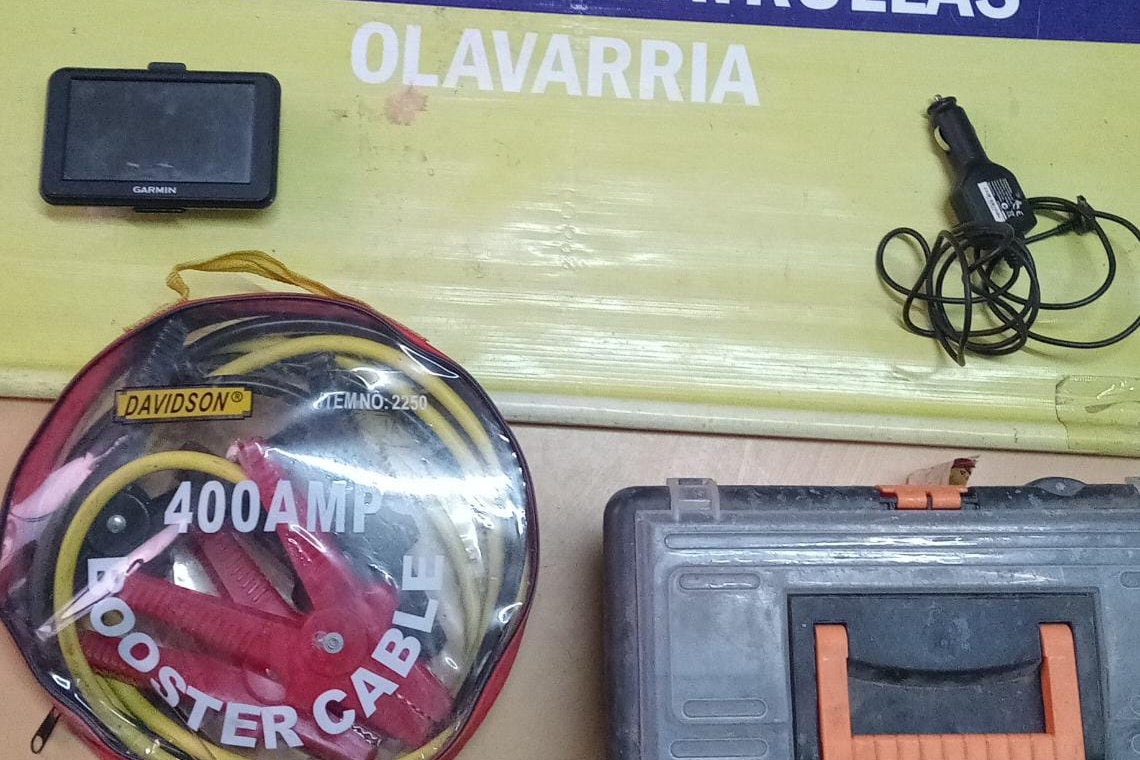 OLAVARRIA
GARMIN
DAVIDSON®
ITEM NO: 2250
400AMP
BOOSTER CABLE